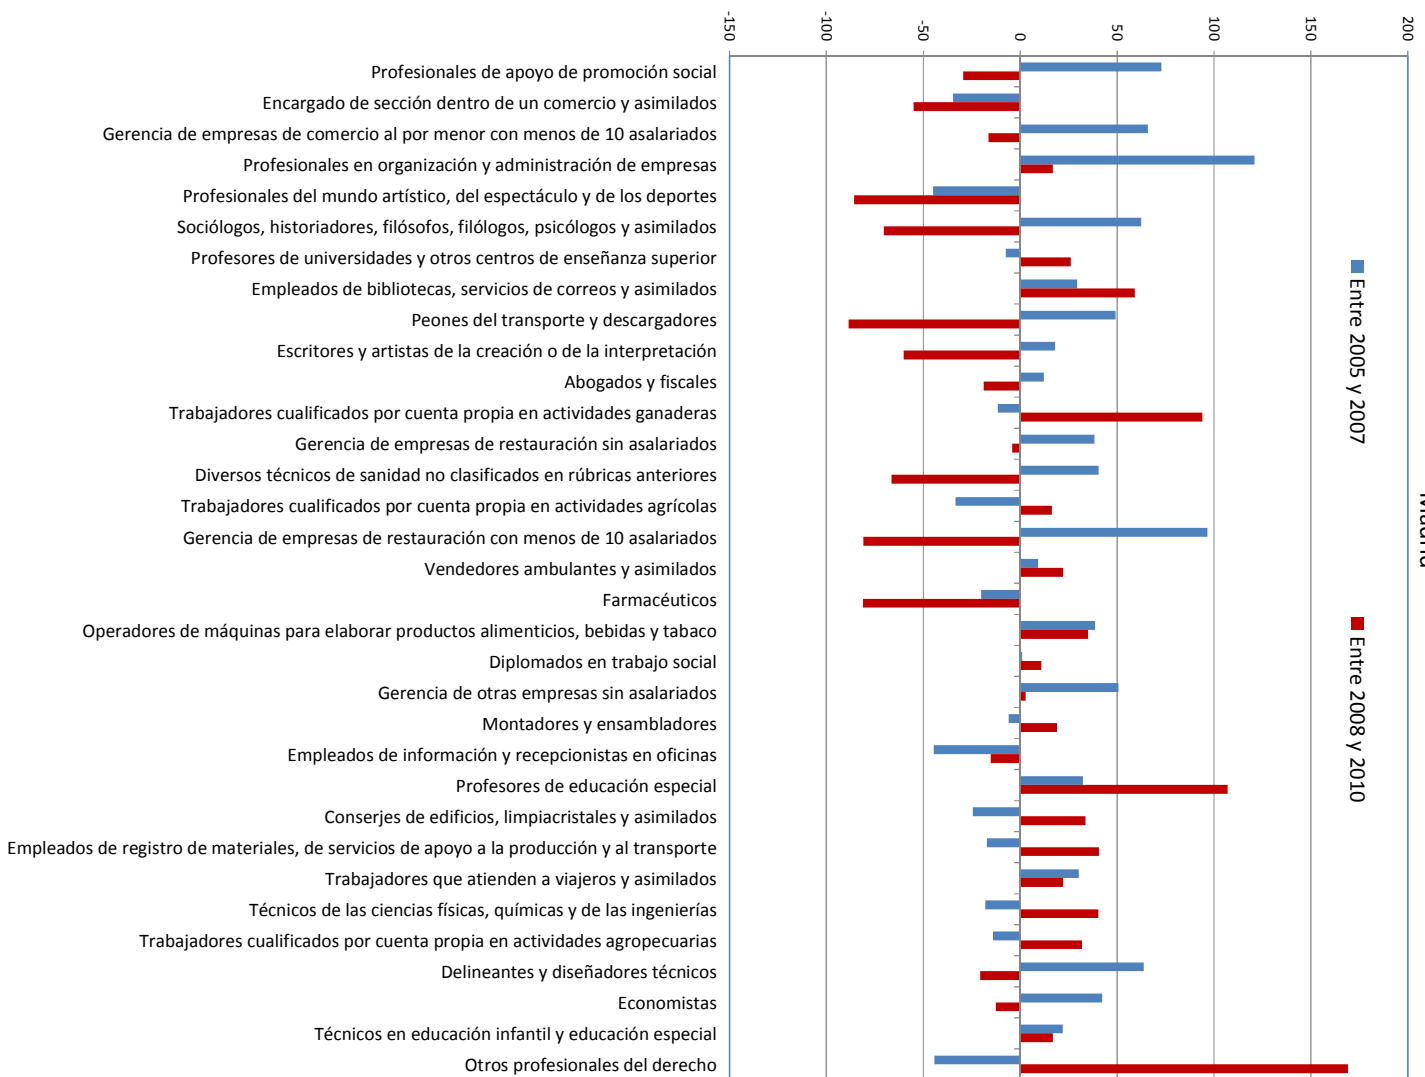 -150
-100
-50
0
50
100
150
200
Profesionales de apoyo de promoción social
Encargado de sección dentro de un comercio y asimilados
Gerencia de empresas de comercio al por menor con menos de 10 asalariados
Profesionales en organización y administración de empresas
Profesionales del mundo artístico, del espectáculo y de los deportes
Sociólogos, historiadores, filósofos, filólogos, psicólogos y asimilados
Profesores de universidades y otros centros de enseñanza superior
Empleados de bibliotecas, servicios de correos y asimilados
Peones del transporte y descargadores
Escritores y artistas de la creación o de la interpretación
Abogados y fiscales
Trabajadores cualificados por cuenta propia en actividades ganaderas
Gerencia de empresas de restauración sin asalariados
Diversos técnicos de sanidad no clasificados en rúbricas anteriores
Trabajadores cualificados por cuenta propia en actividades agrícolas
Gerencia de empresas de restauración con menos de 10 asalariados
Vendedores ambulantes y asimilados
Farmacéuticos
Operadores de máquinas para elaborar productos alimenticios, bebidas y tabaco
Diplomados en trabajo social
Gerencia de otras empresas sin asalariados
Montadores y ensambladores
Empleados de información y recepcionistas en oficinas
Profesores de educación especial
Conserjes de edificios, limpiacristales y asimilados
Empleados de registro de materiales, de servicios de apoyo a la producción y al transporte
Trabajadores que atienden a viajeros y asimilados
Técnicos de las ciencias físicas, químicas y de las ingenierías
Trabajadores cualificados por cuenta propia en actividades agropecuarias
Delineantes y diseñadores técnicos
Economistas
Técnicos en educación infantil y educación especial
Otros profesionales del derecho
Entre 2005 y 2007
Entre 2008 y 2010